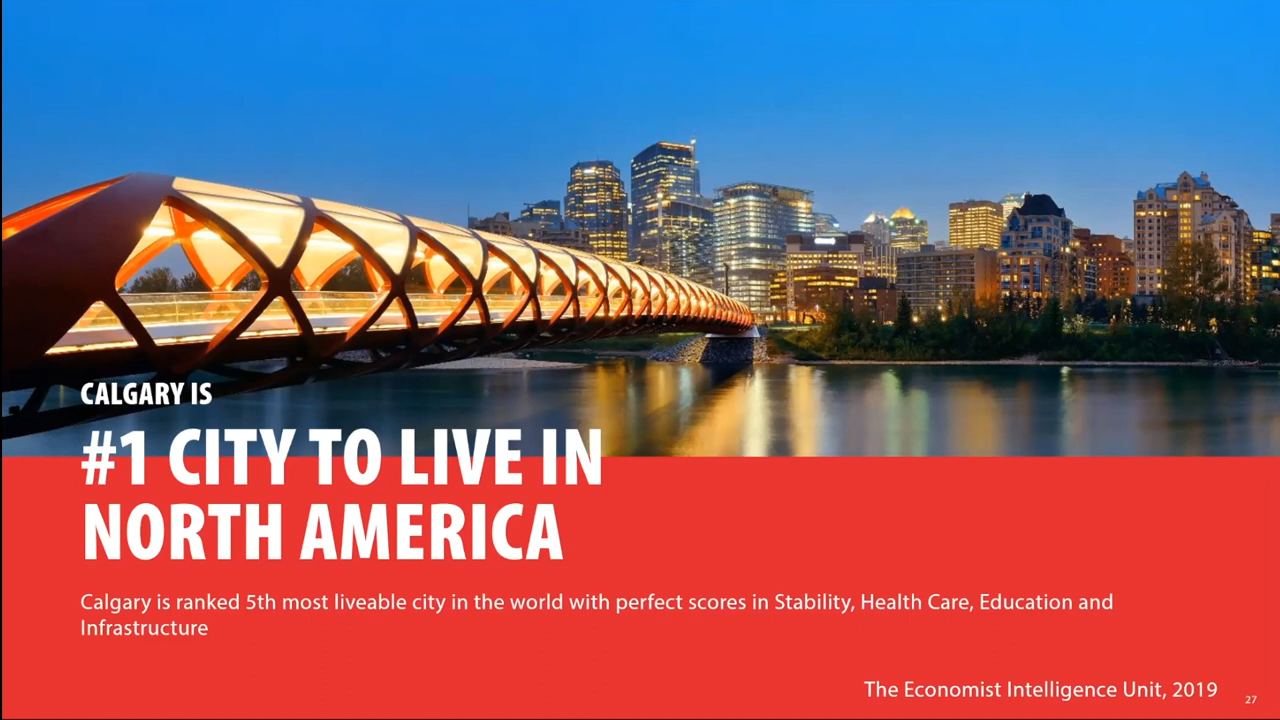 CALGARY IS
#1 CITY TO LIVE IN
NORTH AMERICA
Calgary is ranked 5th most liveable city in the world with perfect scores in Stability, Health Care, Education and
Infrastructure
The Economist Intelligence Unit, 2019
27